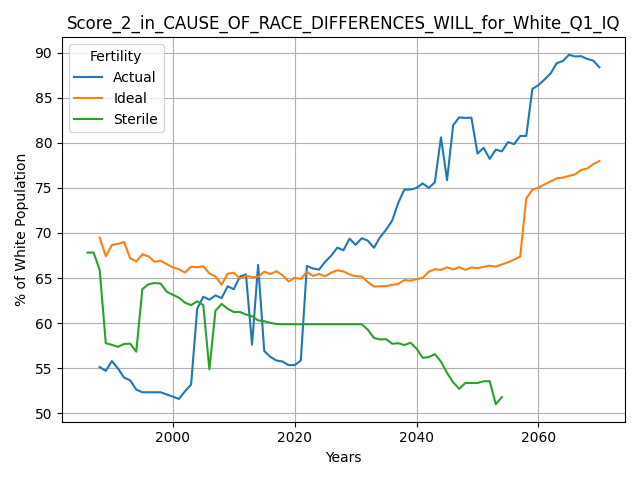 Score_2_in_CAUSE_OF_RACE_DIFFERENCES_WILL_for_White_Q1_IQ
Fertility
Actual
Ideal
Sterile
90
85
80
75
70
65
60
55
50
% of White Population
2000
2020
2040
2060
Years